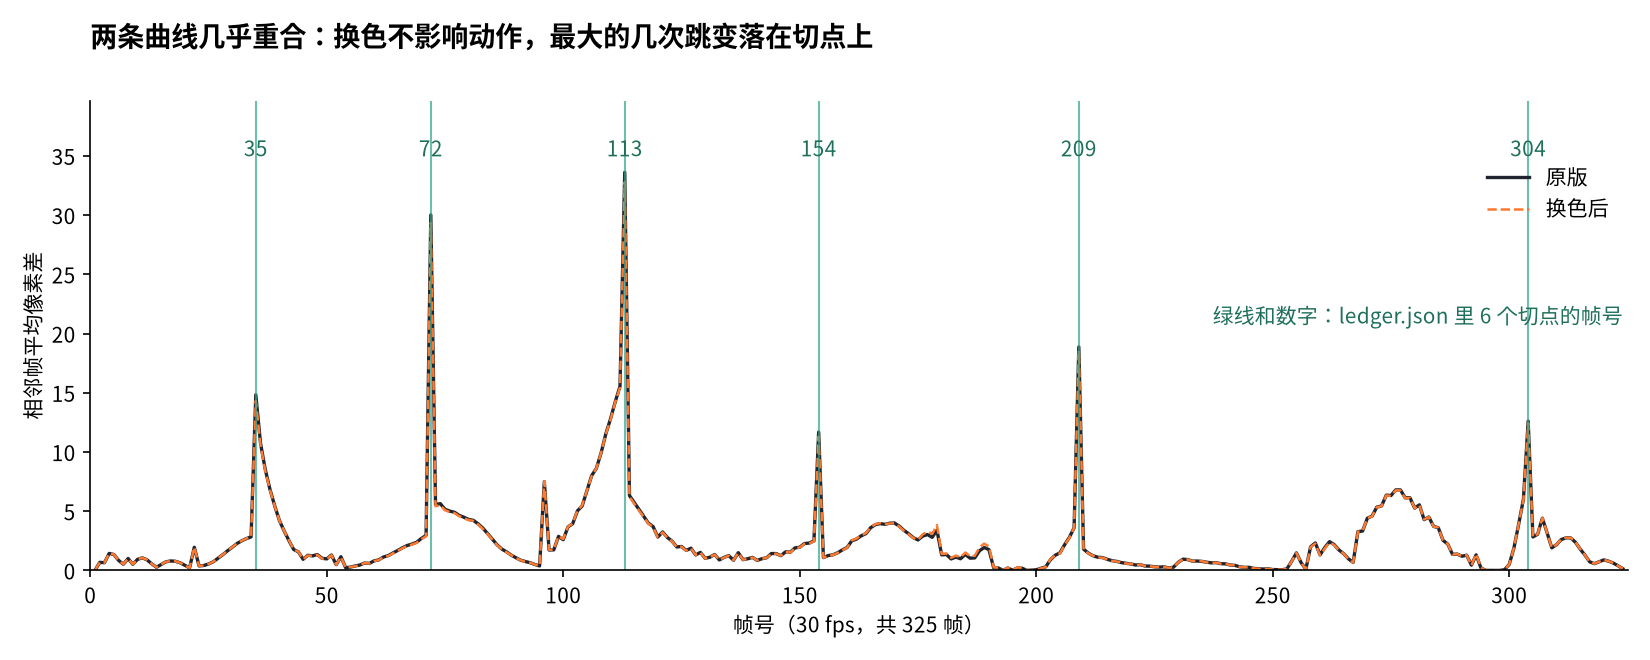 两条曲线几乎重合：换色不影响动作，最大的几次跳变落在切点上
35 72 113 154 209 304
原版
换色后
绿线和数字：ledger.json 里 6 个切点的帧号
相邻帧平均像素差
35
30
25
20
15
10
5
0
0 50 100 150 200 250 300
帧号（30 fps，共 325 帧）